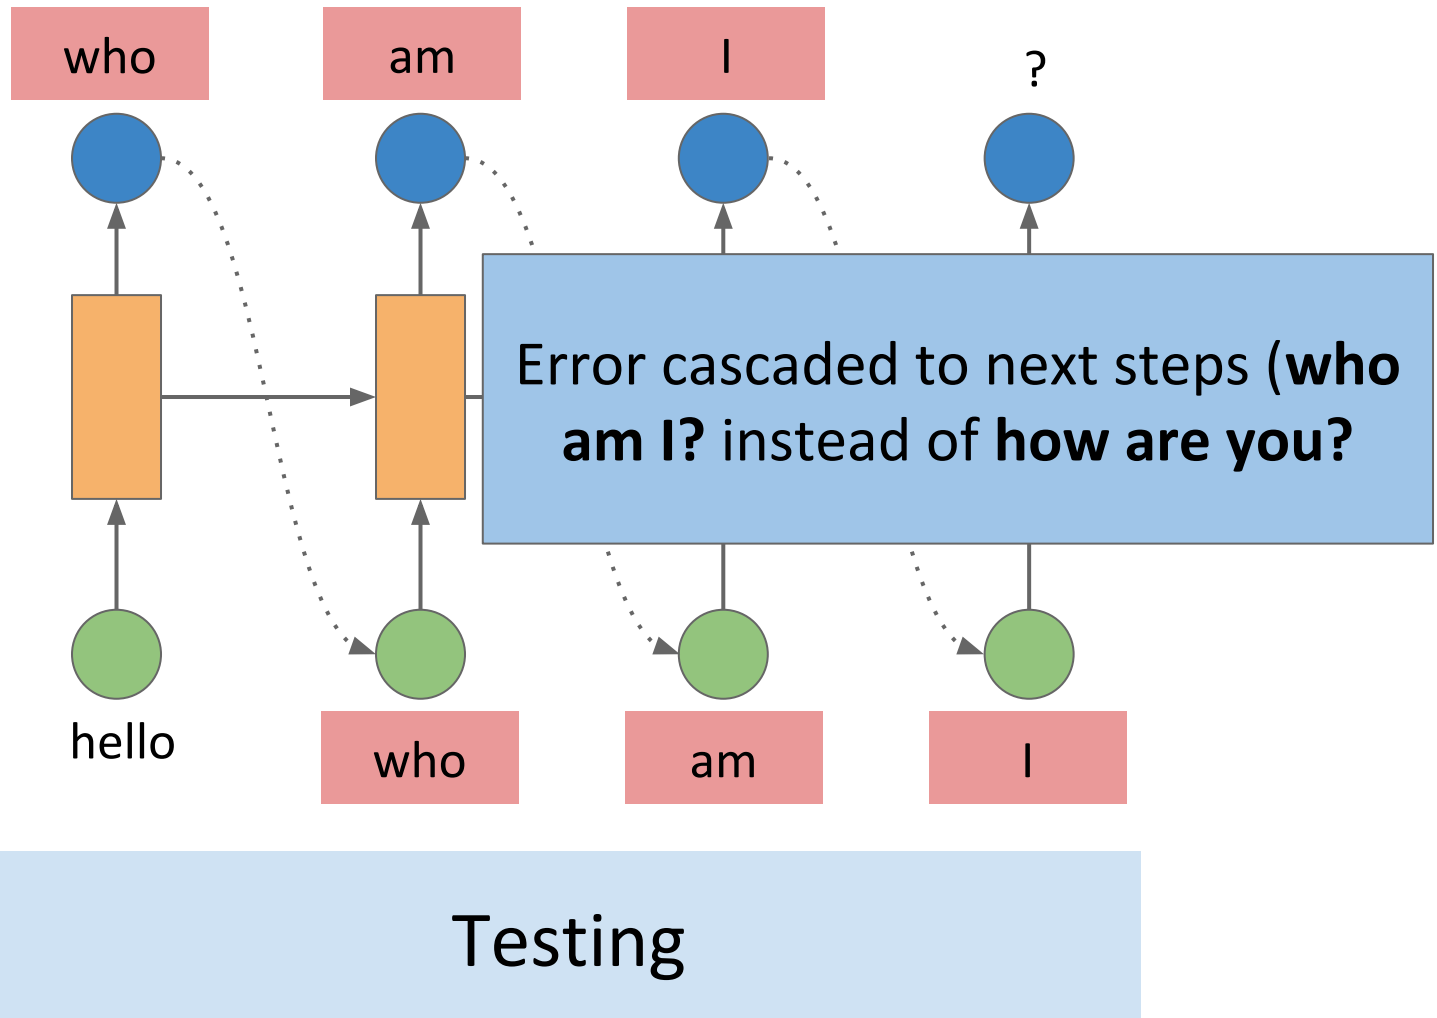 who am I ?
Error cascaded to next steps (who
am I? instead of how are you?
hello who am I
Testing